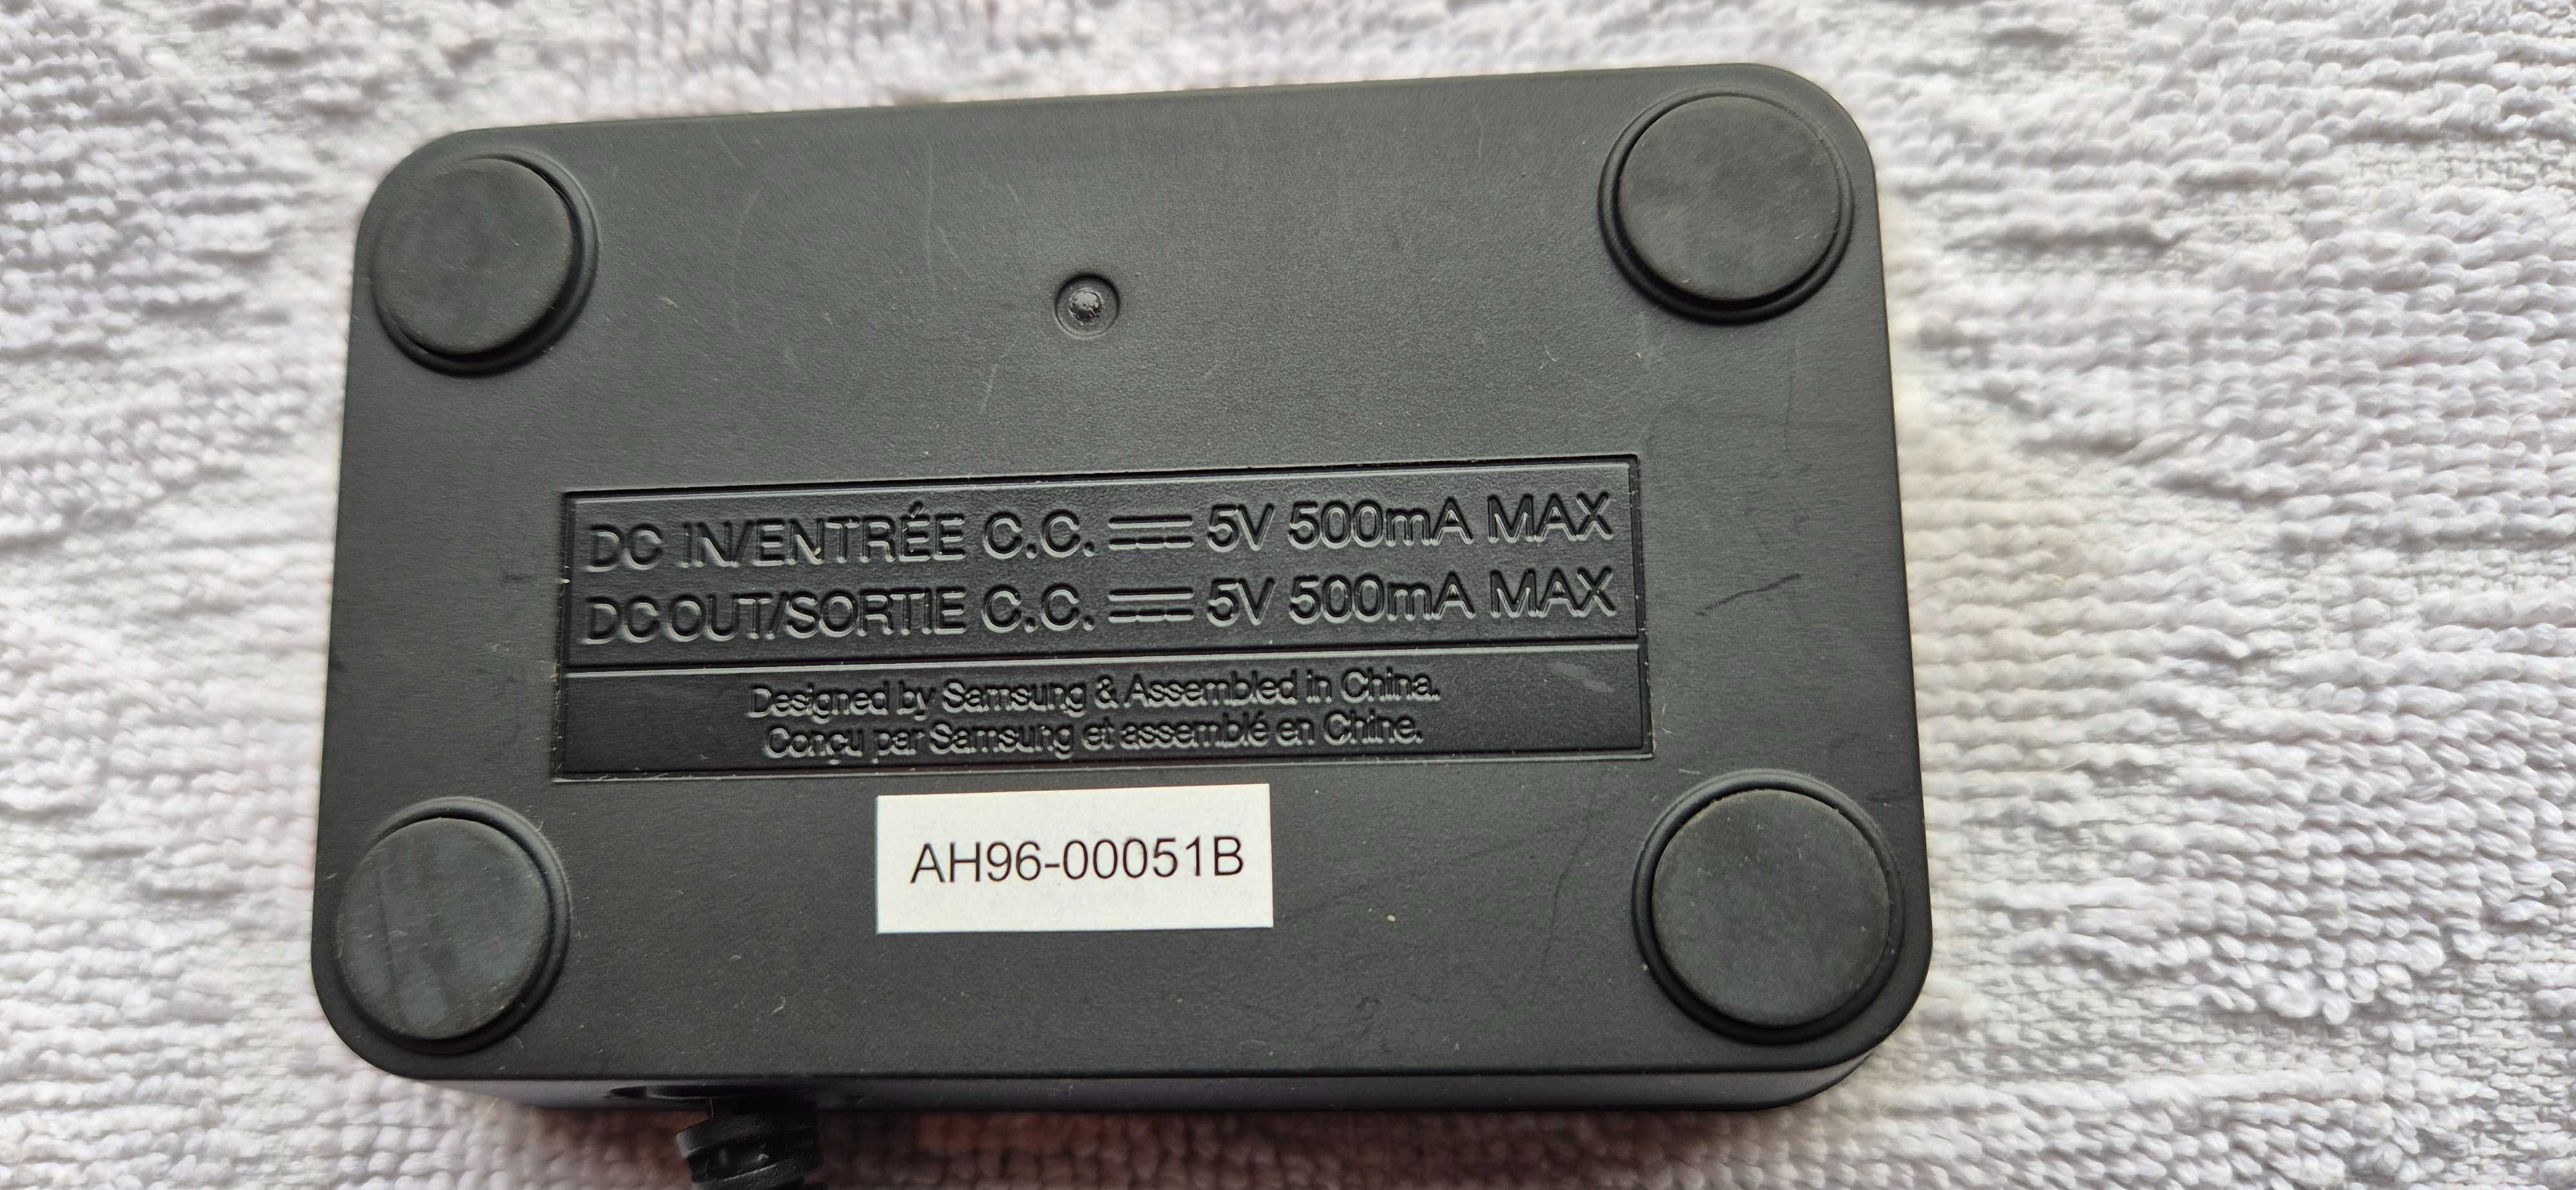 DC IN/ENTRÉE C.C. ⎓ 5V 500mA MAX
DC OUT/SORTIE C.C. ⎓ 5V 500mA MAX
Designed by Samsung & Assembled in China.
Conçu par Samsung et assemblé en Chine.
AH96-00051B